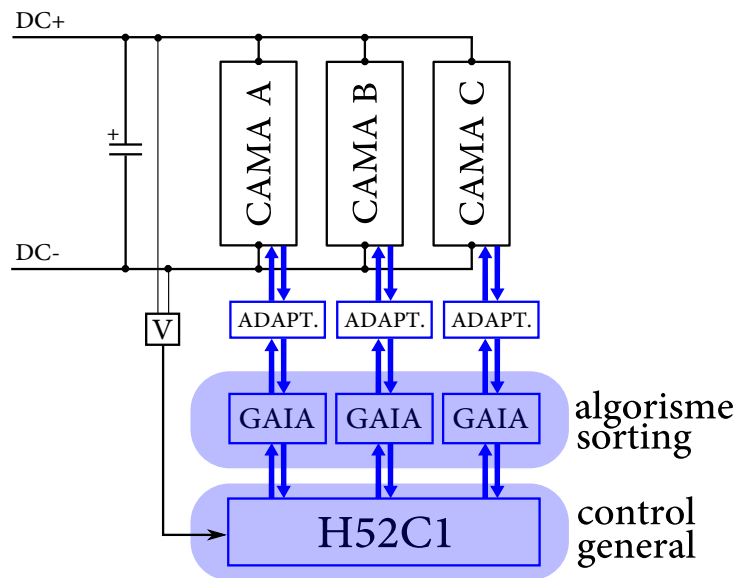 DC+
CAMA A
CAMA B
CAMA C
+
DC-
V
ADAPT.
ADAPT.
ADAPT.
GAIA
GAIA
GAIA
algorisme
sorting
H52C1
control
general